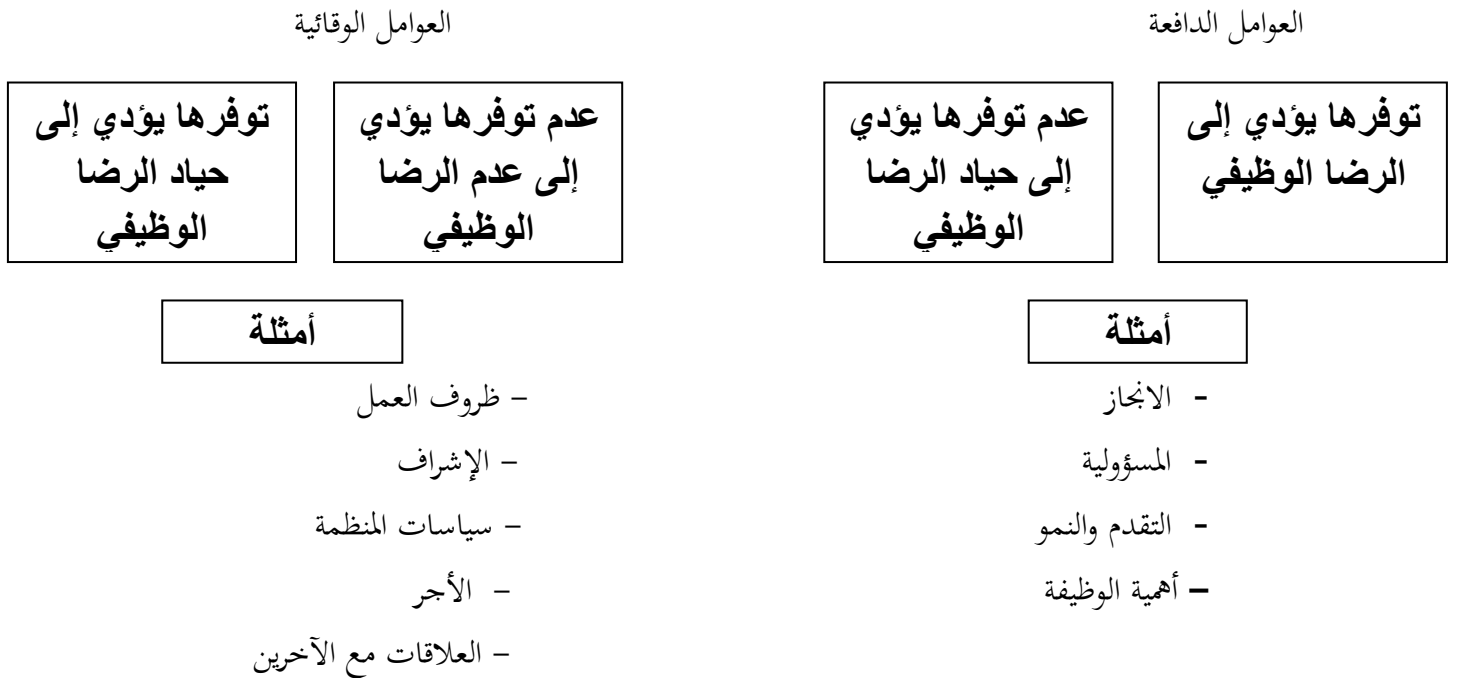 العوامل الدافعة
العوامل الوقائية
توفرها يؤدي إلى
الرضا الوظيفي
عدم توفرها يؤدي
إلى حياد الرضا
الوظيفي
عدم توفرها يؤدي
إلى عدم الرضا
الوظيفي
توفرها يؤدي إلى
حياد الرضا
الوظيفي
أمثلة
- الانجاز
- المسؤولية
- التقدم والنمو
– أهمية الوظيفة
أمثلة
– ظروف العمل
– الإشراف
– سياسات المنظمة
– الأجر
– العلاقات مع الآخرين